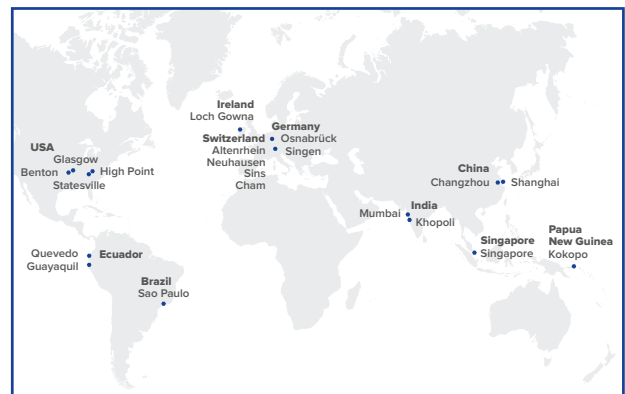 Ireland
Loch Gowna
Germany
Osnabrück
Singen
Switzerland
Altenrhein
Neuhausen
Sins
Cham
USA
Glasgow
Benton
High Point
Statesville
China
Changzhou
Shanghai
India
Mumbai
Khopoli
Singapore
Singapore
Papua
New Guinea
Kokopo
Quevedo
Guayaquil
Ecuador
Brazil
Sao Paulo